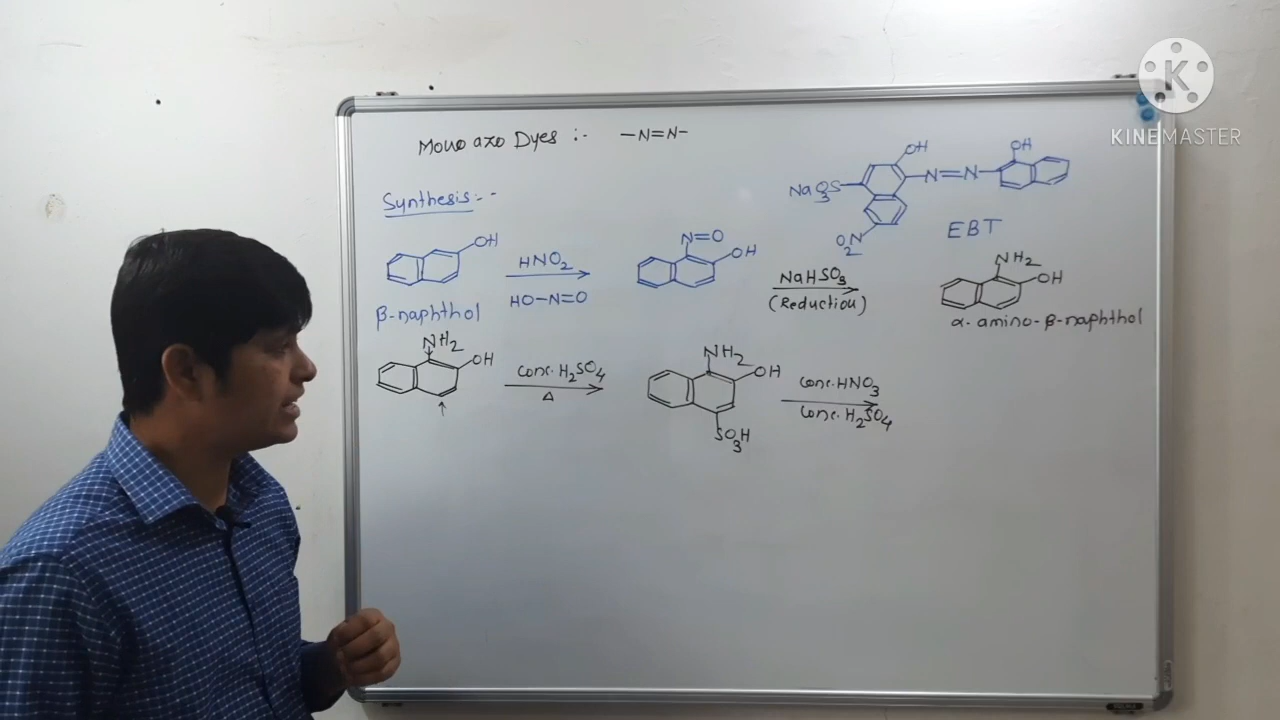 KINEMASTER
Mono azo Dyes :- —N=N—
Synthesis:-
OH
N=N
OH
NaO₃S
O₂N
EBT
OH
HNO₂
HO—N=O
β-naphthol
N=O
OH
NaHSO₃
(Reduction)
NH₂
OH
α-amino-β-naphthol
NH₂
OH
Conc. H₂SO₄
Δ
NH₂
OH
SO₃H
Conc. HNO₃
Conc. H₂SO₄